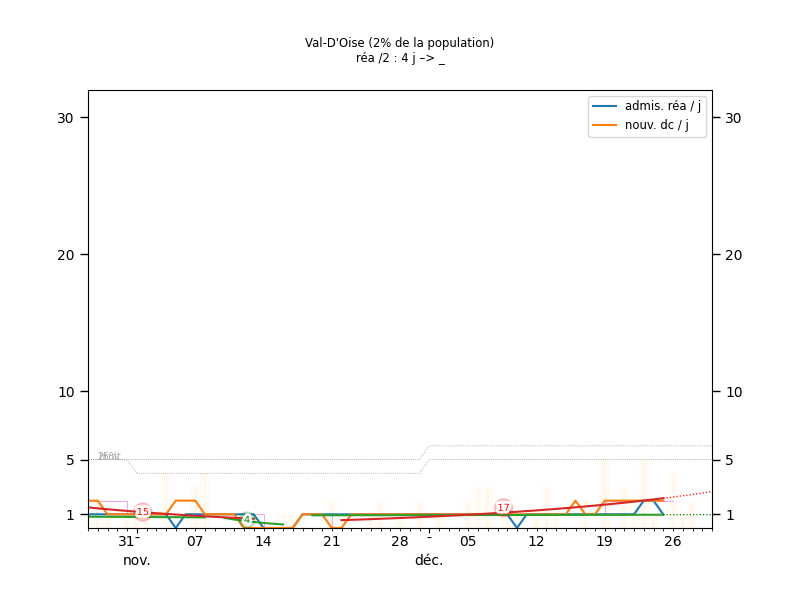 Val-D'Oise (2% de la population)
réa /2 : 4 j –> _
admis. réa / j
nouv. dc / j
30 30
20 20
10 10
5 5
1 1
15
4
17
31 07 14 21 28 05 12 19 26
nov. déc.